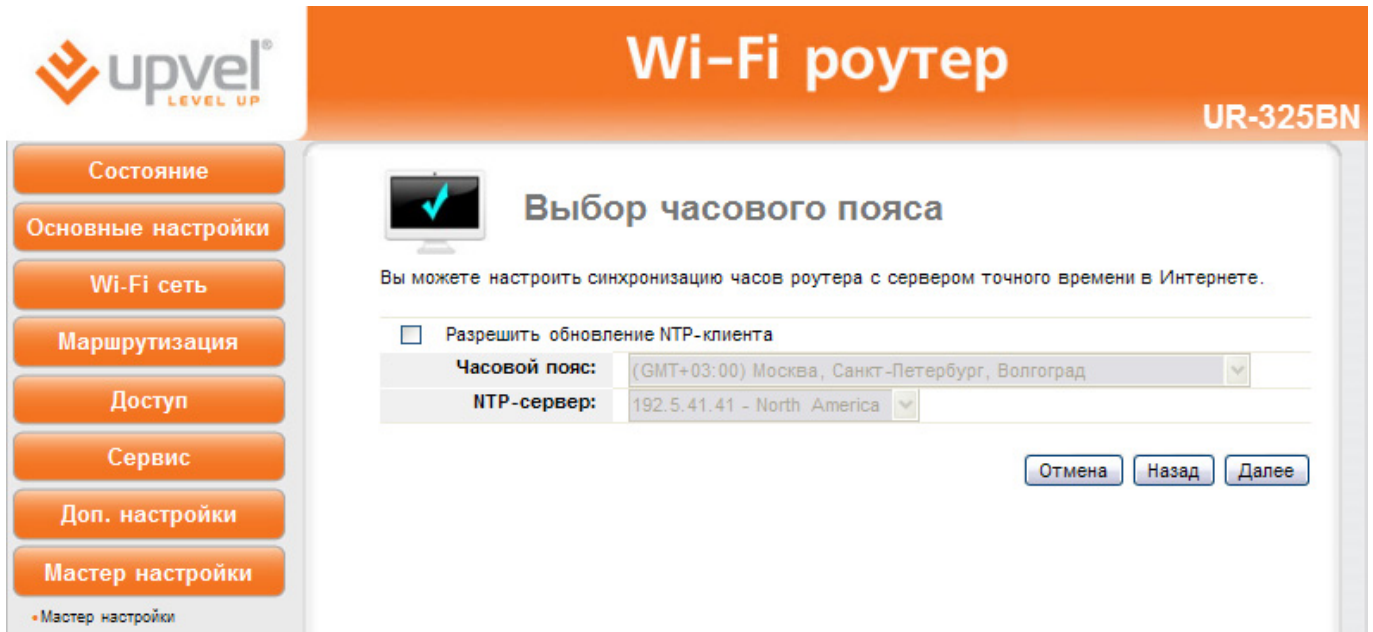 upvel®
LEVEL UP
Wi-Fi роутер
UR-325BN
Состояние
Основные настройки
Wi-Fi сеть
Маршрутизация
Доступ
Сервис
Доп. настройки
Мастер настройки
•Мастер настройки
Выбор часового пояса
Вы можете настроить синхронизацию часов роутера с сервером точного времени в Интернете.
Разрешить обновление NTP-клиента
Часовой пояс: (GMT+03:00) Москва, Санкт-Петербург, Волгоград
NTP-сервер: 192.5.41.41 - North America
Отмена Назад Далее